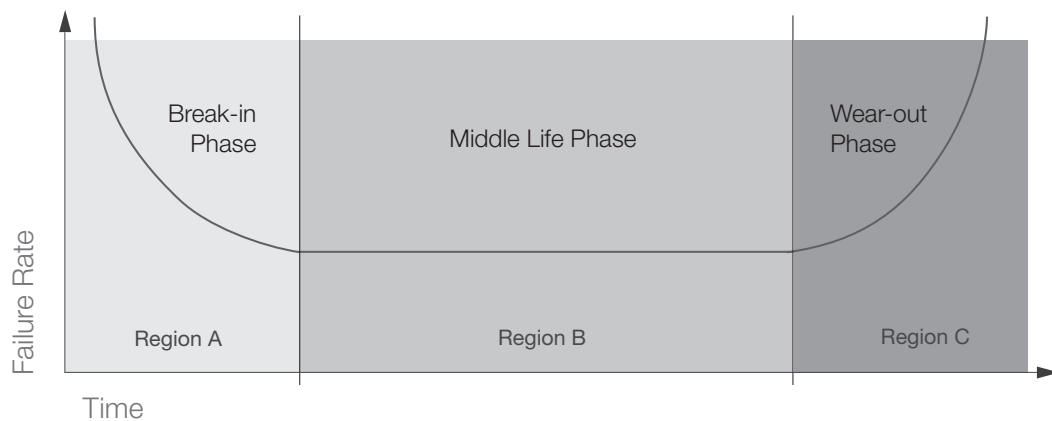 Break-in
Phase
Middle Life Phase
Wear-out
Phase
Failure Rate
Region A
Region B
Region C
Time